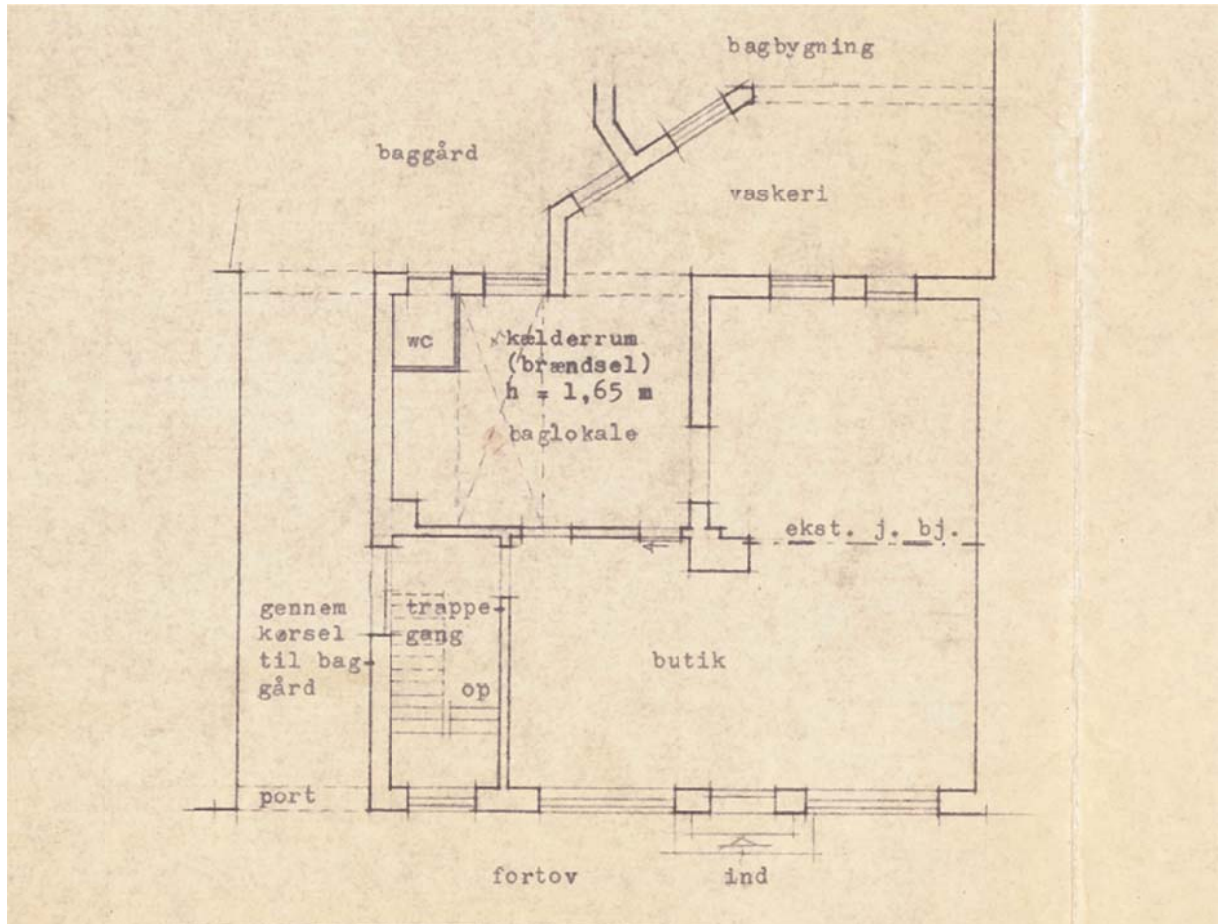 bagbygning
baggård
vaskeri
wc
kælderrum
(brændsel)
h = 1,65 m
baglokale
ekst. j. bj.
gennem
kørsel
til bag
gård
trappe
gang
op
butik
port
fortov
ind